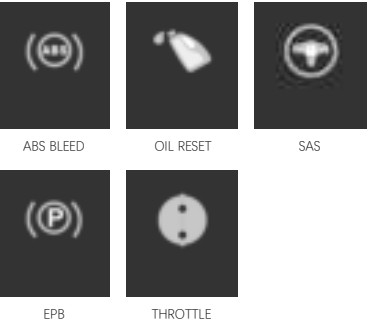 ABS
ABS BLEED
OIL RESET
SAS
P
EPB
THROTTLE